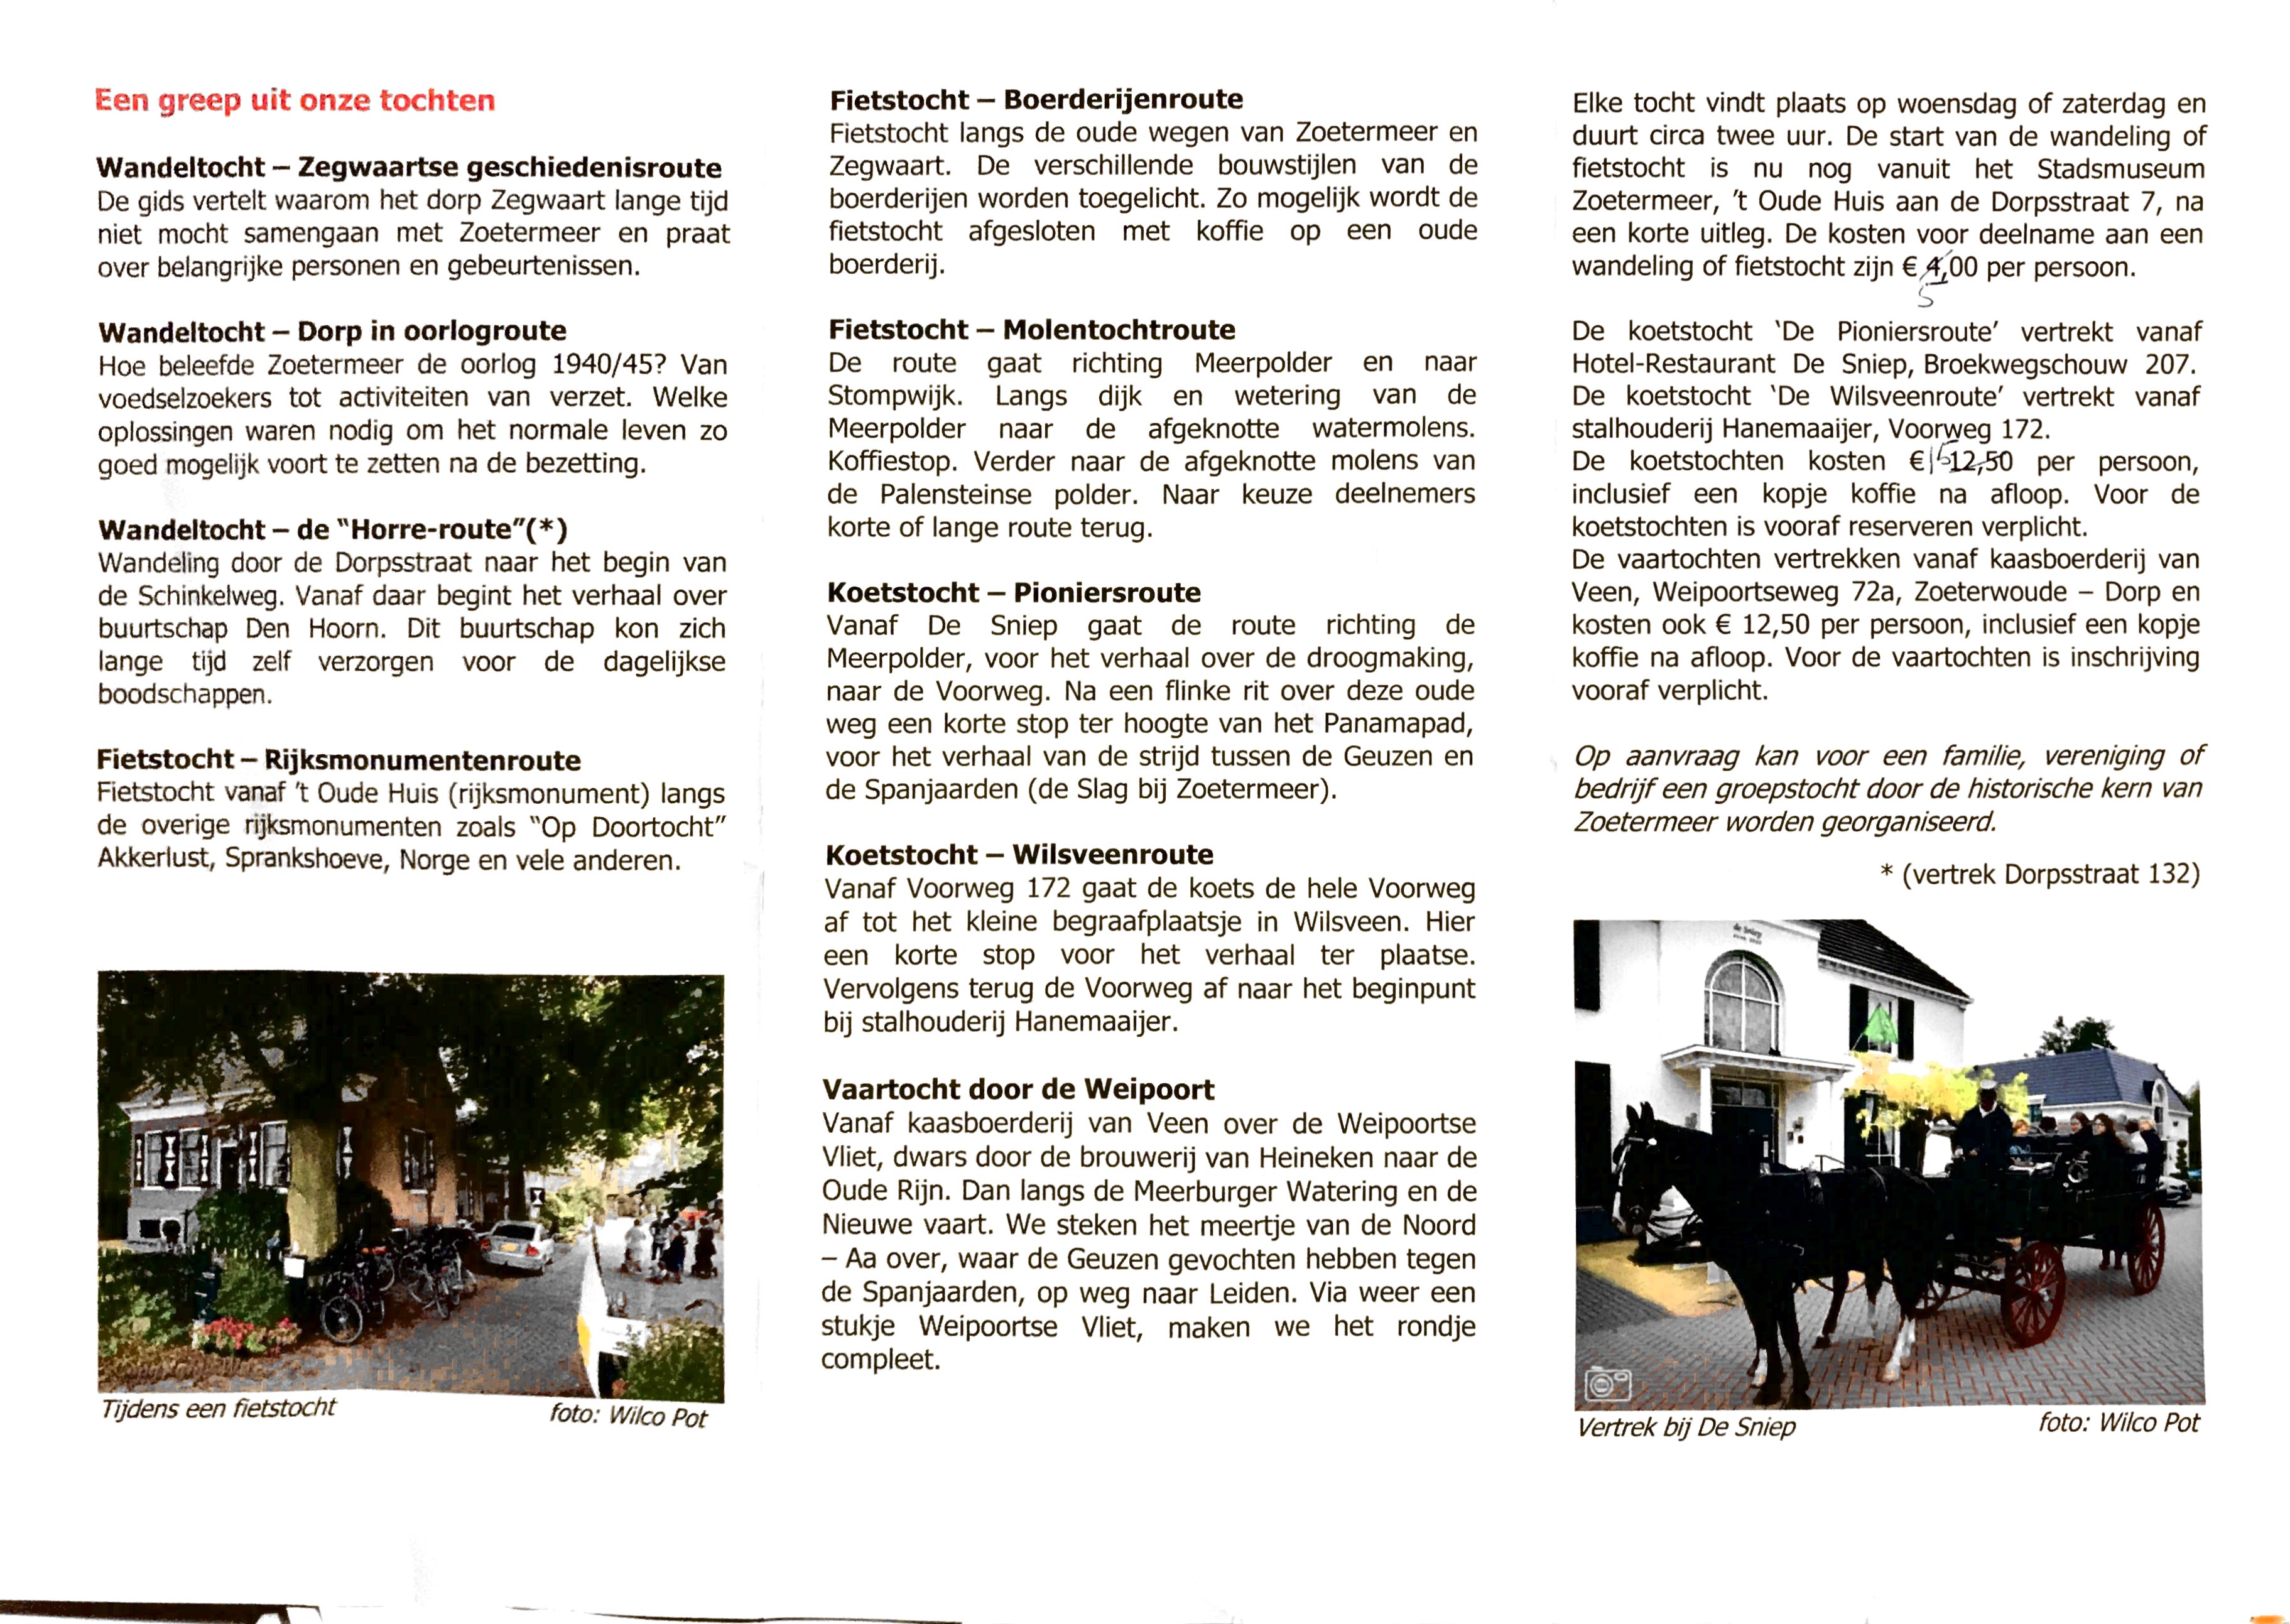 Een greep uit onze tochten
Wandeltocht – Zegwaartse geschiedenisroute
De gids vertelt waarom het dorp Zegwaart lange tijd
niet mocht samengaan met Zoetermeer en praat
over belangrijke personen en gebeurtenissen.
Wandeltocht – Dorp in oorlogroute
Hoe beleefde Zoetermeer de oorlog 1940/45? Van
voedselzoekers tot activiteiten van verzet. Welke
oplossingen waren nodig om het normale leven zo
goed mogelijk voort te zetten na de bezetting.
Wandeltocht – de "Horre-route"(*)
Wandeling door de Dorpsstraat naar het begin van
de Schinkelweg. Vanaf daar begint het verhaal over
buurtschap Den Hoorn. Dit buurtschap kon zich
lange tijd zelf verzorgen voor de dagelijkse
boodschappen.
Fietstocht – Rijksmonumentenroute
Fietstocht vanaf 't Oude Huis (rijksmonument) langs
de overige rijksmonumenten zoals "Op Doortocht"
Akkerlust, Sprankshoeve, Norge en vele anderen.
Tijdens een fietstocht foto: Wilco Pot
Fietstocht – Boerderijenroute
Fietstocht langs de oude wegen van Zoetermeer en
Zegwaart. De verschillende bouwstijlen van de
boerderijen worden toegelicht. Zo mogelijk wordt de
fietstocht afgesloten met koffie op een oude
boerderij.
Fietstocht – Molentochtroute
De route gaat richting Meerpolder en naar
Stompwijk. Langs dijk en wetering van de
Meerpolder naar de afgeknotte watermolens.
Koffiestop. Verder naar de afgeknotte molens van
de Palensteinse polder. Naar keuze deelnemers
korte of lange route terug.
Koetstocht – Pioniersroute
Vanaf De Sniep gaat de route richting de
Meerpolder, voor het verhaal over de droogmaking,
naar de Voorweg. Na een flinke rit over deze oude
weg een korte stop ter hoogte van het Panamapad,
voor het verhaal van de strijd tussen de Geuzen en
de Spanjaarden (de Slag bij Zoetermeer).
Koetstocht – Wilsveenroute
Vanaf Voorweg 172 gaat de koets de hele Voorweg
af tot het kleine begraafplaatsje in Wilsveen. Hier
een korte stop voor het verhaal ter plaatse.
Vervolgens terug de Voorweg af naar het beginpunt
bij stalhouderij Hanemaaijer.
Vaartocht door de Weipoort
Vanaf kaasboerderij van Veen over de Weipoortse
Vliet, dwars door de brouwerij van Heineken naar de
Oude Rijn. Dan langs de Meerburger Watering en de
Nieuwe vaart. We steken het meertje van de Noord
– Aa over, waar de Geuzen gevochten hebben tegen
de Spanjaarden, op weg naar Leiden. Via weer een
stukje Weipoortse Vliet, maken we het rondje
compleet.
Elke tocht vindt plaats op woensdag of zaterdag en
duurt circa twee uur. De start van de wandeling of
fietstocht is nu nog vanuit het Stadsmuseum
Zoetermeer, 't Oude Huis aan de Dorpsstraat 7, na
een korte uitleg. De kosten voor deelname aan een
wandeling of fietstocht zijn € 4,00 per persoon.
5
De koetstocht 'De Pioniersroute' vertrekt vanaf
Hotel-Restaurant De Sniep, Broekwegschouw 207.
De koetstocht 'De Wilsveenroute' vertrekt vanaf
stalhouderij Hanemaaijer, Voorweg 172.
De koetstochten kosten € 15 12,50 per persoon,
inclusief een kopje koffie na afloop. Voor de
koetstochten is vooraf reserveren verplicht.
De vaartochten vertrekken vanaf kaasboerderij van
Veen, Weipoortseweg 72a, Zoeterwoude – Dorp en
kosten ook € 12,50 per persoon, inclusief een kopje
koffie na afloop. Voor de vaartochten is inschrijving
vooraf verplicht.
Op aanvraag kan voor een familie, vereniging of
bedrijf een groepstocht door de historische kern van
Zoetermeer worden georganiseerd.
* (vertrek Dorpsstraat 132)
de Sniep
Vertrek bij De Sniep foto: Wilco Pot